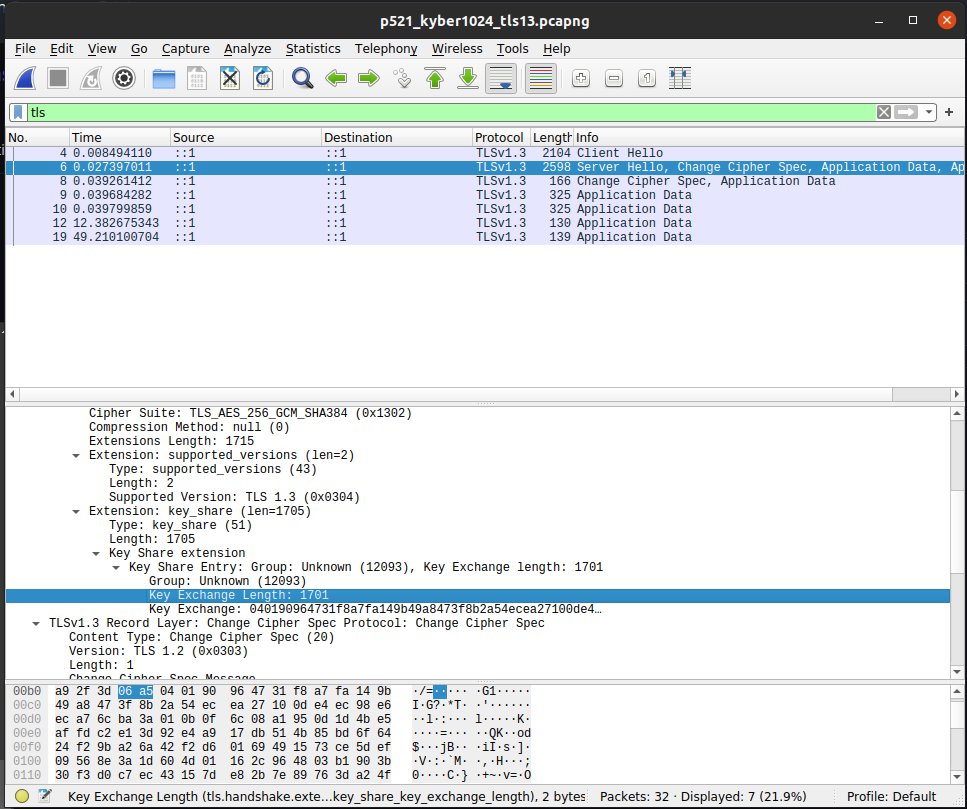 p521_kyber1024_tls13.pcapng
File Edit View Go Capture Analyze Statistics Telephony Wireless Tools Help
tls
No. Time Source Destination Protocol Length Info
4 0.008494110 ::1 ::1 TLSv1.3 2104 Client Hello
6 0.027397011 ::1 ::1 TLSv1.3 2598 Server Hello, Change Cipher Spec, Application Data, Ap
8 0.039261412 ::1 ::1 TLSv1.3 166 Change Cipher Spec, Application Data
9 0.039684282 ::1 ::1 TLSv1.3 325 Application Data
10 0.039799859 ::1 ::1 TLSv1.3 325 Application Data
12 12.382675343 ::1 ::1 TLSv1.3 130 Application Data
19 49.210100704 ::1 ::1 TLSv1.3 139 Application Data
Cipher Suite: TLS_AES_256_GCM_SHA384 (0x1302)
Compression Method: null (0)
Extensions Length: 1715
Extension: supported_versions (len=2)
Type: supported_versions (43)
Length: 2
Supported Version: TLS 1.3 (0x0304)
Extension: key_share (len=1705)
Type: key_share (51)
Length: 1705
Key Share extension
Key Share Entry: Group: Unknown (12093), Key Exchange length: 1701
Group: Unknown (12093)
Key Exchange Length: 1701
Key Exchange: 040190964731f8a7fa149b49a8473f8b2a54ecea27100de4…
TLSv1.3 Record Layer: Change Cipher Spec Protocol: Change Cipher Spec
Content Type: Change Cipher Spec (20)
Version: TLS 1.2 (0x0303)
Length: 1
Change Cipher Spec Message
00b0 a9 2f 3d 06 a5 04 01 90 96 47 31 f8 a7 fa 14 9b ·/=····· ·G1·····
00c0 49 a8 47 3f 8b 2a 54 ec ea 27 10 0d e4 ec 98 e6 I·G?·*T· ·'······
00d0 ec a7 6c ba 3a 01 0b 0f 6c 08 a1 95 0d 1d 4b e5 ··l·:··· l·····K·
00e0 af fd c2 e1 3d 92 e4 a9 17 db 51 4b 85 bd 6f 64 ····=··· ··QK··od
00f0 24 f2 9b a2 6a 42 f2 d6 01 69 49 15 73 ce 5d ef $···jB·· ·iI·s·]·
0100 09 56 8e 3a 1d 60 4d 01 16 2c 96 48 03 b1 90 3b ·V·:·`M· ·,·H···;
0110 30 f3 d0 c7 ec 43 15 7d e8 2b 7e 89 76 3d a2 4f 0····C·} ·+~·v=·O
Key Exchange Length (tls.handshake.exte…key_share_key_exchange_length), 2 bytes Packets: 32 · Displayed: 7 (21.9%) Profile: Default